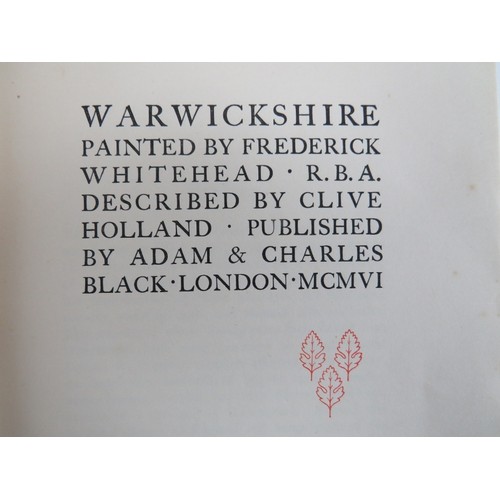 WARWICKSHIRE
PAINTED BY FREDERICK
WHITEHEAD · R.B.A.
DESCRIBED BY CLIVE
HOLLAND · PUBLISHED
BY ADAM & CHARLES
BLACK·LONDON·MCMVI